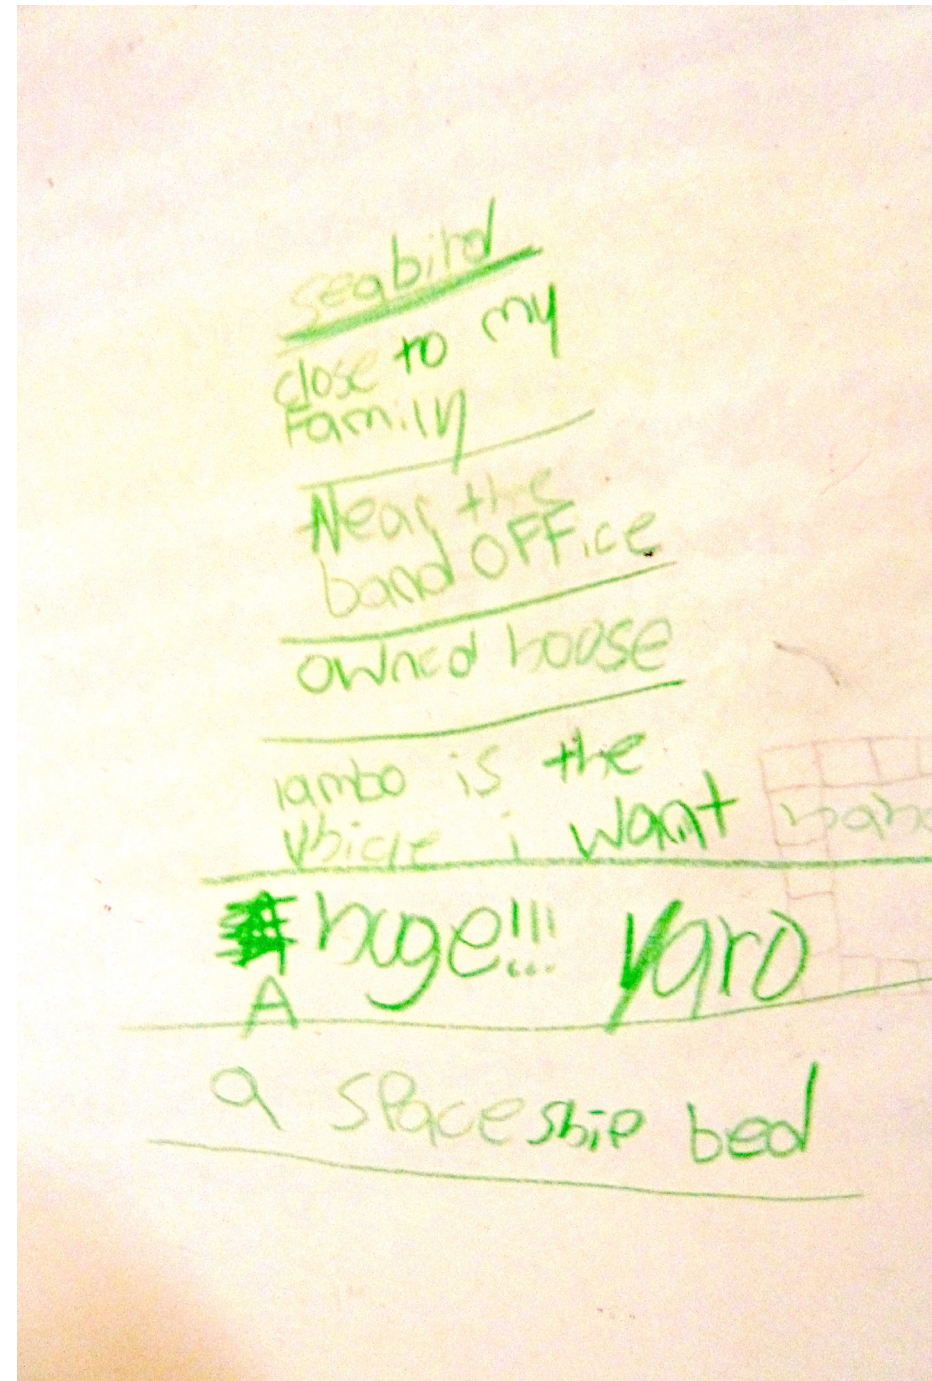 seabird
close to my
Family
Near the
band OFFice
owned house
lambo is the
vhicle i want
huge!!! yard
A
a spaceship bed